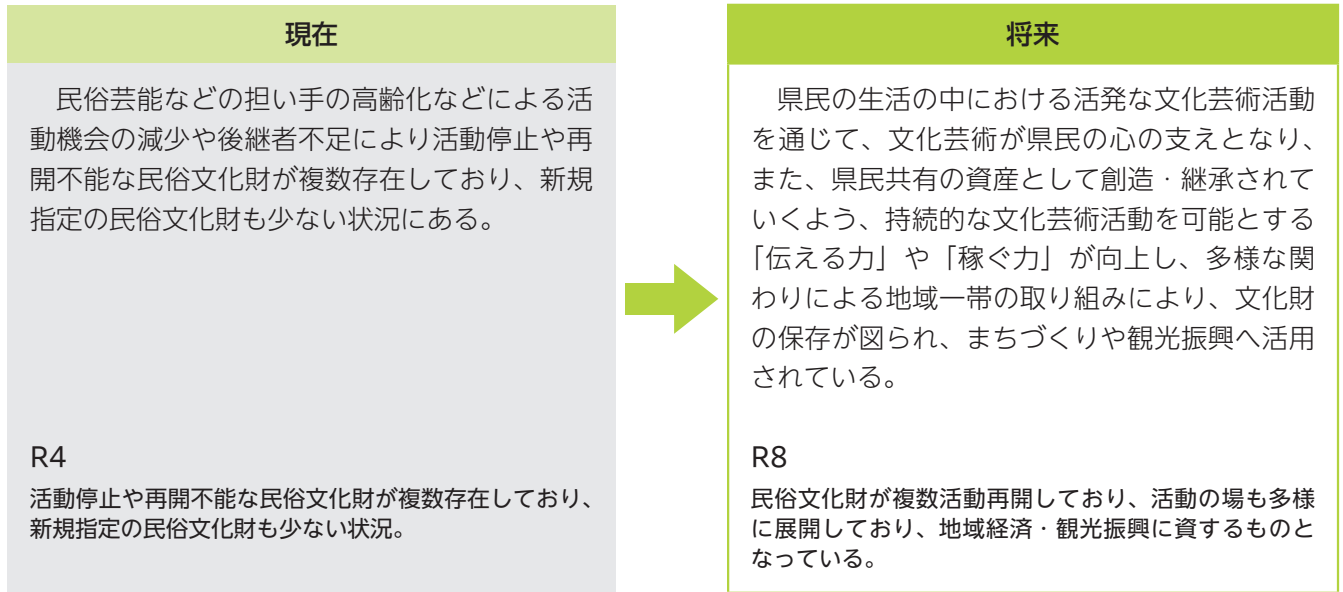 現在
　民俗芸能などの担い手の高齢化などによる活
動機会の減少や後継者不足により活動停止や再
開不能な民俗文化財が複数存在しており、新規
指定の民俗文化財も少ない状況にある。
R4
活動停止や再開不能な民俗文化財が複数存在しており、
新規指定の民俗文化財も少ない状況。
将来
　県民の生活の中における活発な文化芸術活動
を通じて、文化芸術が県民の心の支えとなり、
また、県民共有の資産として創造・継承されて
いくよう、持続的な文化芸術活動を可能とする
「伝える力」や「稼ぐ力」が向上し、多様な関
わりによる地域一帯の取り組みにより、文化財
の保存が図られ、まちづくりや観光振興へ活用
されている。
R8
民俗文化財が複数活動再開しており、活動の場も多様
に展開しており、地域経済・観光振興に資するものと
なっている。